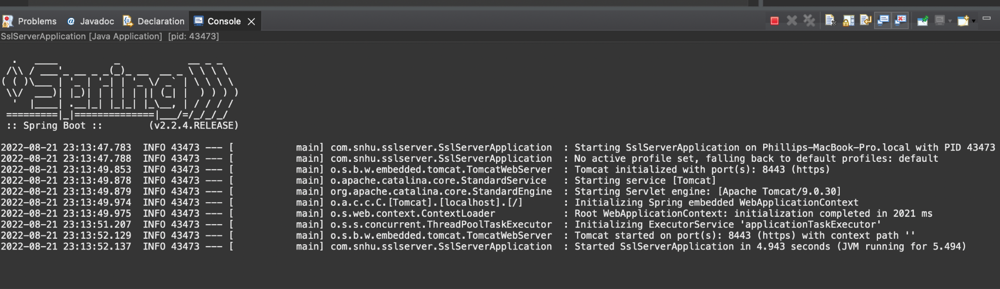 Problems @ Javadoc Declaration Console
SslServerApplication [Java Application] [pid: 43473]
  .   ____          _            __ _ _
 /\\ / ___'_ __ _ _(_)_ __  __ _ \ \ \ \
( ( )\___ | '_ | '_| | '_ \/ _` | \ \ \ \
 \\/  ___)| |_)| | | | | || (_| |  ) ) ) )
  '  |____| .__|_| |_|_| |_\__, | / / / /
 =========|_|==============|___/=/_/_/_/
 :: Spring Boot ::        (v2.2.4.RELEASE)
2022-08-21 23:13:47.783  INFO 43473 --- [           main] com.snhu.sslserver.SslServerApplication  : Starting SslServerApplication on Phillips-MacBook-Pro.local with PID 43473
2022-08-21 23:13:47.788  INFO 43473 --- [           main] com.snhu.sslserver.SslServerApplication  : No active profile set, falling back to default profiles: default
2022-08-21 23:13:49.853  INFO 43473 --- [           main] o.s.b.w.embedded.tomcat.TomcatWebServer  : Tomcat initialized with port(s): 8443 (https)
2022-08-21 23:13:49.878  INFO 43473 --- [           main] o.apache.catalina.core.StandardService   : Starting service [Tomcat]
2022-08-21 23:13:49.879  INFO 43473 --- [           main] org.apache.catalina.core.StandardEngine  : Starting Servlet engine: [Apache Tomcat/9.0.30]
2022-08-21 23:13:49.974  INFO 43473 --- [           main] o.a.c.c.C.[Tomcat].[localhost].[/]       : Initializing Spring embedded WebApplicationContext
2022-08-21 23:13:49.975  INFO 43473 --- [           main] o.s.web.context.ContextLoader            : Root WebApplicationContext: initialization completed in 2021 ms
2022-08-21 23:13:51.207  INFO 43473 --- [           main] o.s.s.concurrent.ThreadPoolTaskExecutor  : Initializing ExecutorService 'applicationTaskExecutor'
2022-08-21 23:13:52.129  INFO 43473 --- [           main] o.s.b.w.embedded.tomcat.TomcatWebServer  : Tomcat started on port(s): 8443 (https) with context path ''
2022-08-21 23:13:52.137  INFO 43473 --- [           main] com.snhu.sslserver.SslServerApplication  : Started SslServerApplication in 4.943 seconds (JVM running for 5.494)